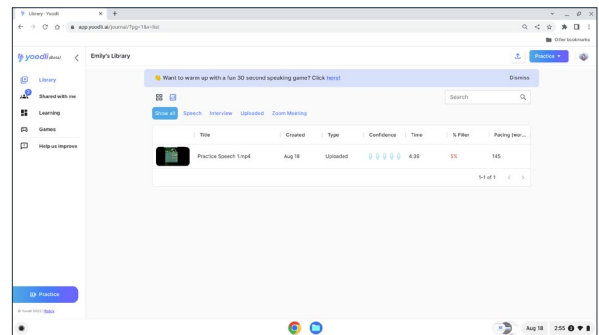 Library · Yoodli
app.yoodli.ai/journal/?pg=1&v=list
Other bookmarks
yoodli (Beta)
Emily's Library
Practice
Library
2
Shared with me
Learning
Games
Help us improve
Want to warm up with a fun 30 second speaking game? Click here!
Dismiss
Search
Show all Speech Interview Uploaded Zoom Meeting
Title Created Type Confidence Time % Filler Pacing (wor...
Practice Speech 1.mp4 Aug 18 Uploaded 4:36 5% 145
1–1 of 1
Practice
Aug 18 2:55